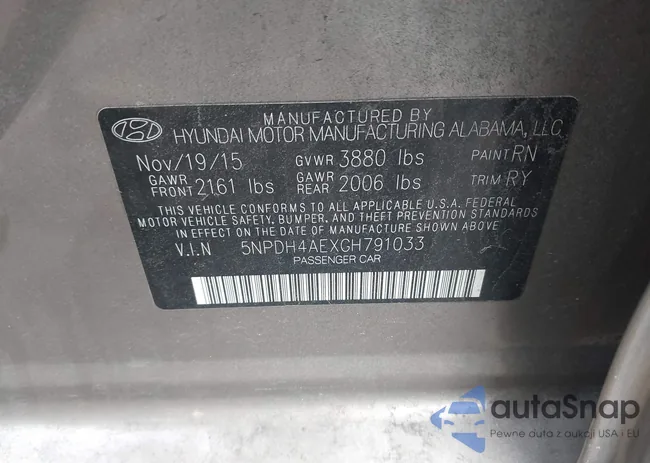 MANUFACTURED BY
HYUNDAI MOTOR MANUFACTURING ALABAMA, LLC
Nov/19/15 GVWR 3880 lbs PAINT RN
GAWR FRONT 2161 lbs GAWR REAR 2006 lbs TRIM RY
THIS VEHICLE CONFORMS TO ALL APPLICABLE U.S.A. FEDERAL
MOTOR VEHICLE SAFETY, BUMPER, AND THEFT PREVENTION STANDARDS
IN EFFECT ON THE DATE OF MANUFACTURE SHOWN ABOVE.
V.I.N 5NPDH4AEXGH791033
PASSENGER CAR
autoSnap
Pewne auta z aukcji USA i EU